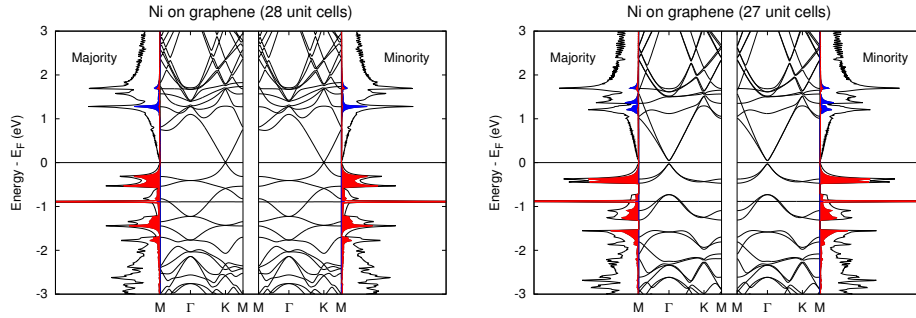 Ni on graphene (28 unit cells)
3
2
1
0
-1
-2
-3
Energy - E_F (eV)
Majority
Minority
M Γ K M M Γ K M
Ni on graphene (27 unit cells)
3
2
1
0
-1
-2
-3
Energy - E_F (eV)
Majority
Minority
M Γ K M M Γ K M